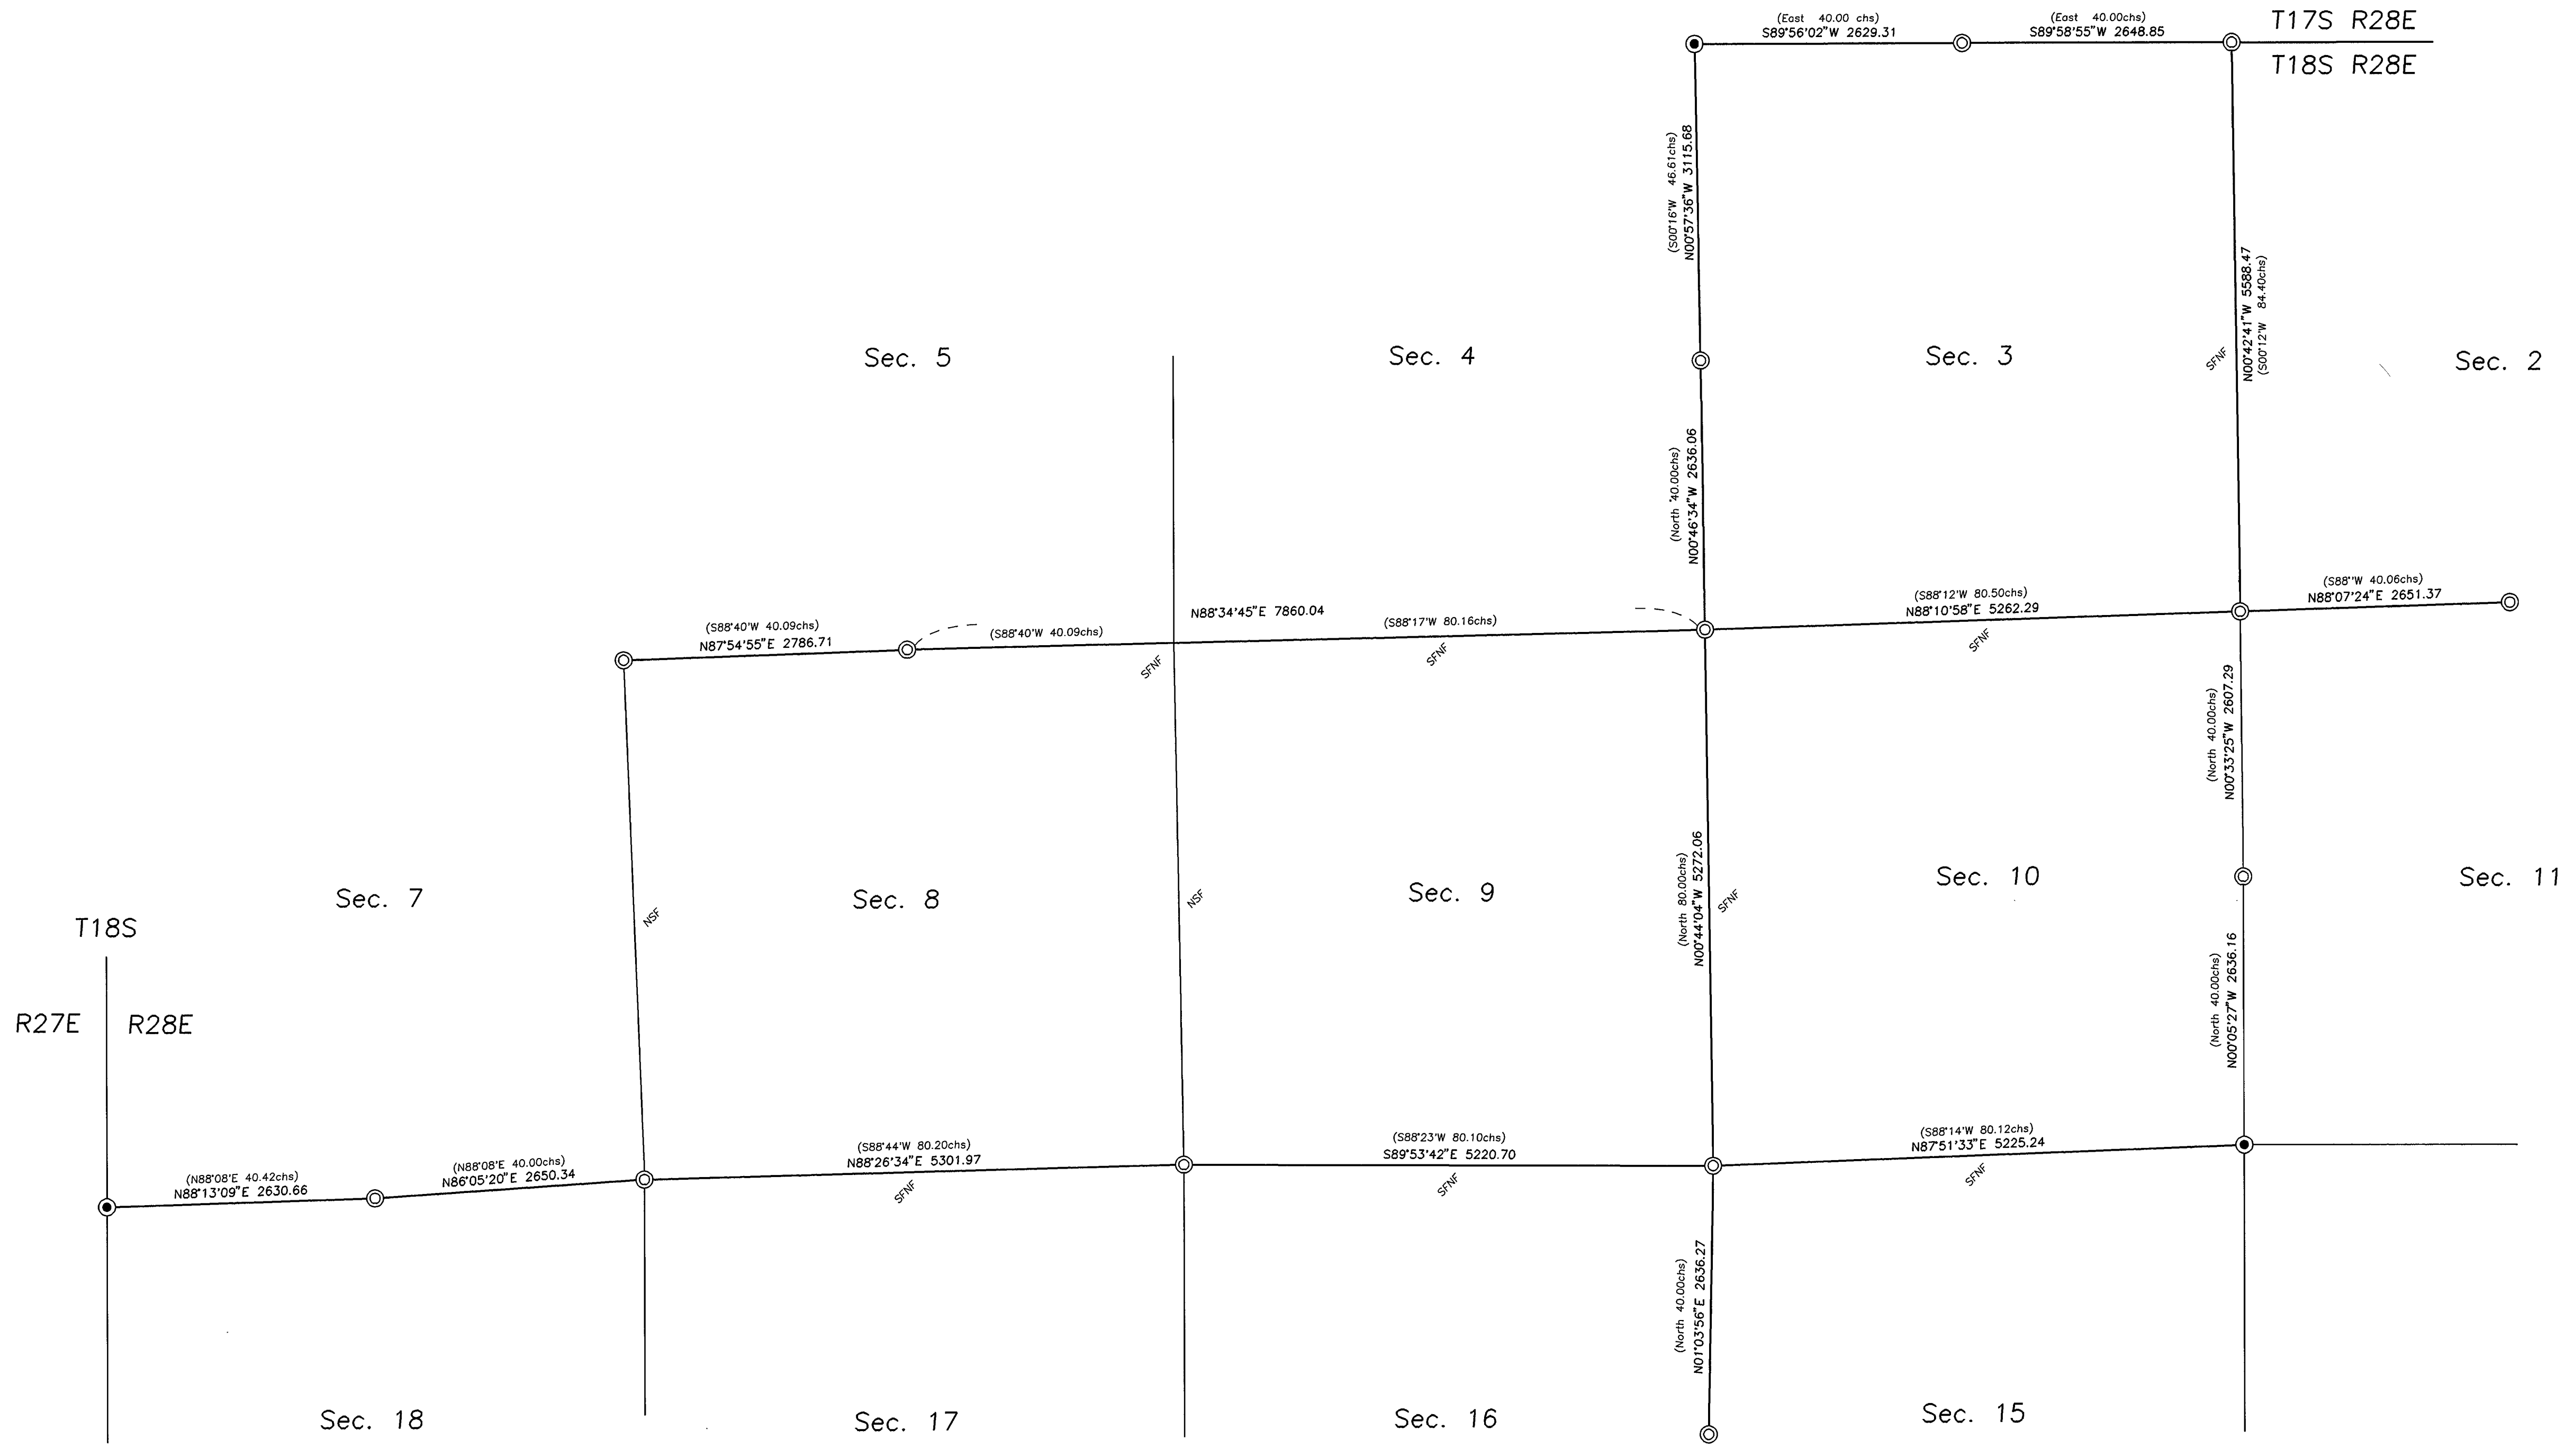 (East 40.00 chs)
S89°56'02"W 2629.31
(East 40.00chs)
S89°58'55"W 2648.85
T17S R28E
T18S R28E
(S00°16'W 46.61chs)
N00°57'36"W 3115.68
N00°42'41"W 5588.47
(S00°12'W 84.40chs)
SFNF
Sec. 5
Sec. 4
Sec. 3
Sec. 2
(North 40.00chs)
N00°46'34"W 2636.06
(S88°40'W 40.09chs)
N87°54'55"E 2786.71
(S88°40'W 40.09chs)
N88°34'45"E 7860.04
(S88°17'W 80.16chs)
(S88°12'W 80.50chs)
N88°10'58"E 5262.29
(S88°'W 40.06chs)
N88°07'24"E 2651.37
SFNF
SFNF
SFNF
(North 40.00chs)
N00°33'25"W 2607.29
Sec. 7
NSF
Sec. 8
NSF
Sec. 9
(North 80.00chs)
N00°44'04"W 5272.06
SFNF
Sec. 10
Sec. 11
T18S
R27E R28E
(North 40.00chs)
N00°05'27"W 2636.16
(N88°08'E 40.42chs)
N88°13'09"E 2630.66
(N88°08'E 40.00chs)
N86°05'20"E 2650.34
(S88°44'W 80.20chs)
N88°26'34"E 5301.97
SFNF
(S88°23'W 80.10chs)
S89°53'42"E 5220.70
SFNF
(S88°14'W 80.12chs)
N87°51'33"E 5225.24
SFNF
(North 40.00chs)
N01°03'56"E 2636.27
Sec. 18
Sec. 17
Sec. 16
Sec. 15